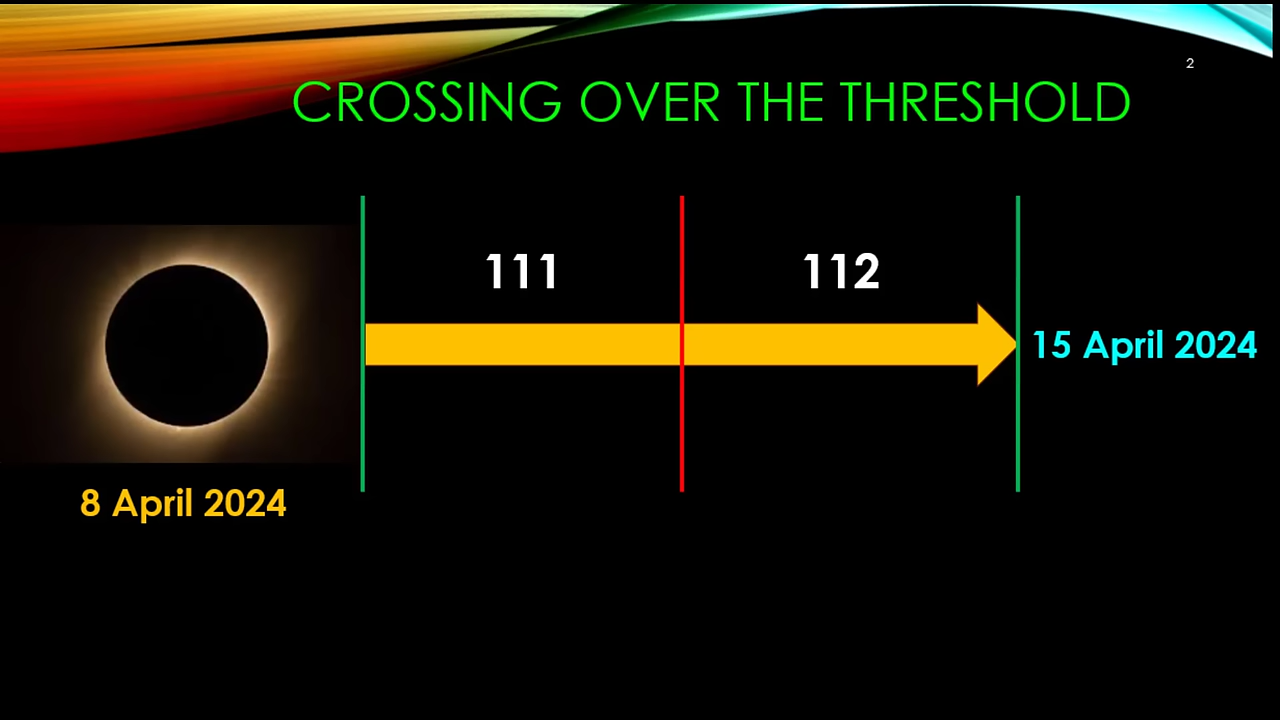 2
CROSSING OVER THE THRESHOLD
111
112
15 April 2024
8 April 2024